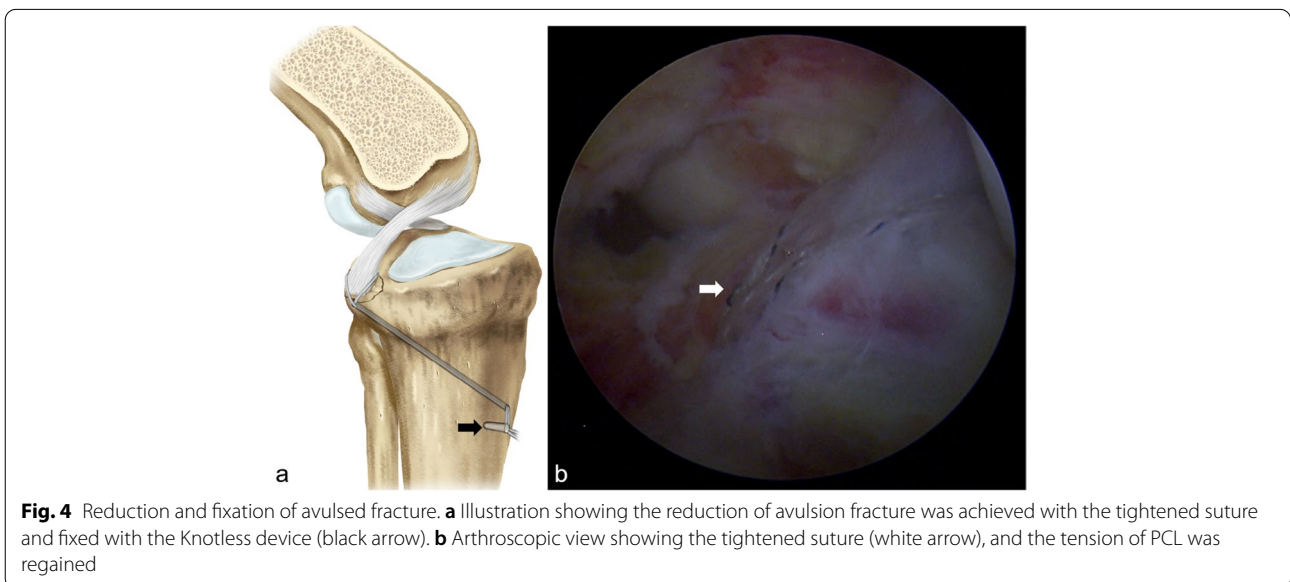 a
b
Fig. 4 Reduction and fixation of avulsed fracture. a Illustration showing the reduction of avulsion fracture was achieved with the tightened suture
and fixed with the Knotless device (black arrow). b Arthroscopic view showing the tightened suture (white arrow), and the tension of PCL was
regained